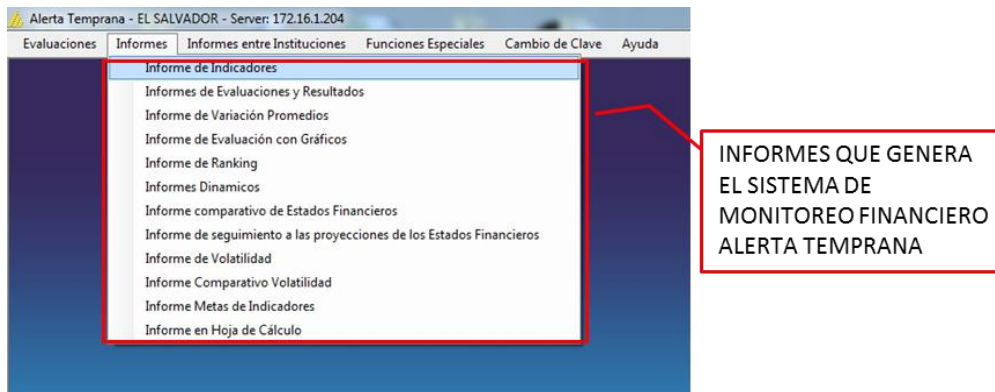 Alerta Temprana - EL SALVADOR - Server: 172.16.1.204
Evaluaciones Informes Informes entre Instituciones Funciones Especiales Cambio de Clave Ayuda
Informe de Indicadores
Informes de Evaluaciones y Resultados
Informe de Variación Promedios
Informe de Evaluación con Gráficos
Informe de Ranking
Informes Dinamicos
Informe comparativo de Estados Financieros
Informe de seguimiento a las proyecciones de los Estados Financieros
Informe de Volatilidad
Informe Comparativo Volatilidad
Informe Metas de Indicadores
Informe en Hoja de Cálculo
INFORMES QUE GENERA
EL SISTEMA DE
MONITOREO FINANCIERO
ALERTA TEMPRANA